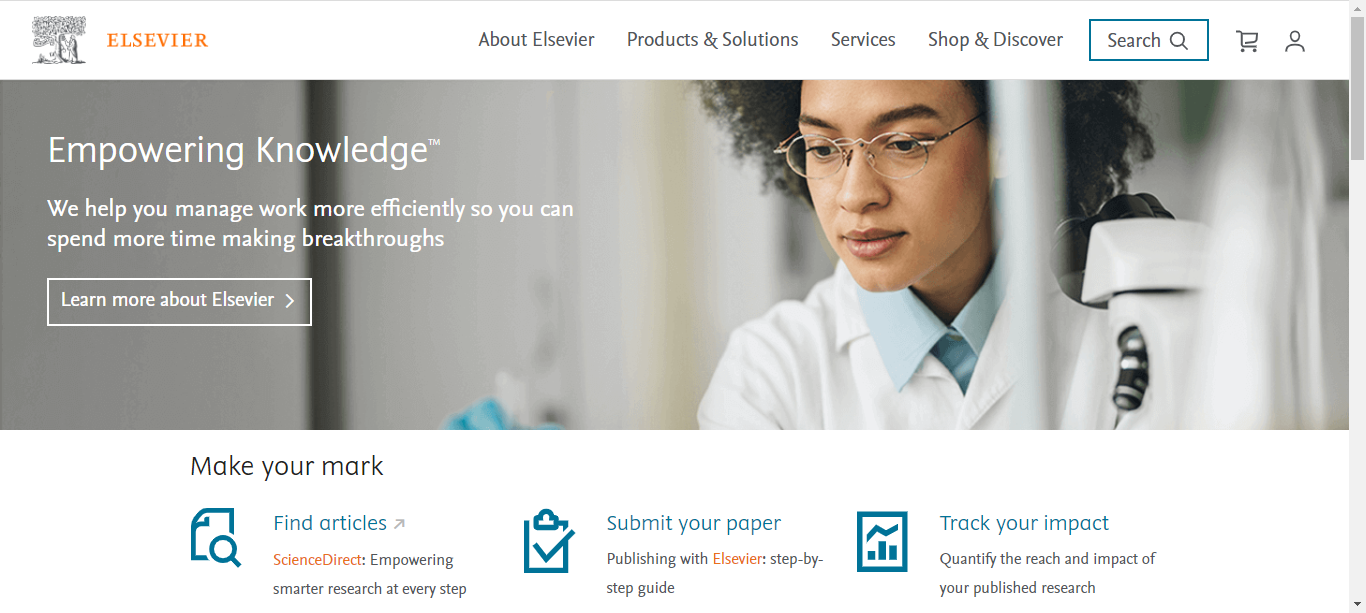 ELSEVIER
About Elsevier
Products & Solutions
Services
Shop & Discover
Search
Empowering Knowledge™
We help you manage work more efficiently so you can
spend more time making breakthroughs
Learn more about Elsevier
Make your mark
Find articles
ScienceDirect: Empowering
smarter research at every step
Submit your paper
Publishing with Elsevier: step-by-
step guide
Track your impact
Quantify the reach and impact of
your published research